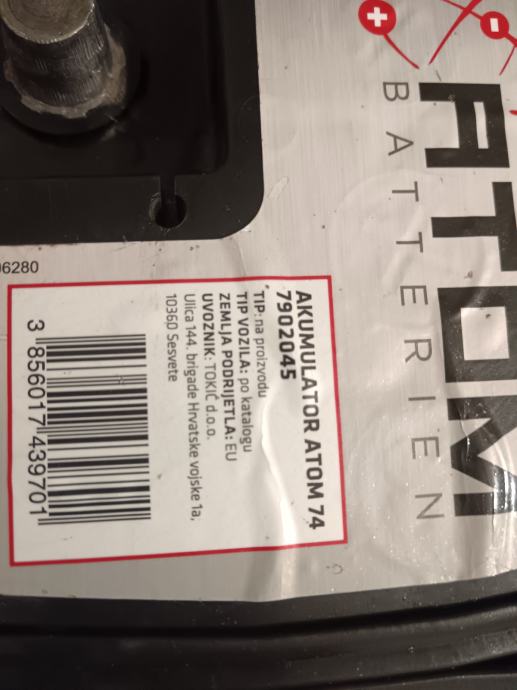 ATOM
BATTERIEN
06280
AKUMULATOR ATOM 74
7902045
TIP: na proizvodu
TIP VOZILA: po katalogu
ZEMLJA PODRIJETLA: EU
UVOZNIK: TOKIĆ d.o.o.
Ulica 144. brigade Hrvatske vojske 1a,
10360 Sesvete
3 856017 439701